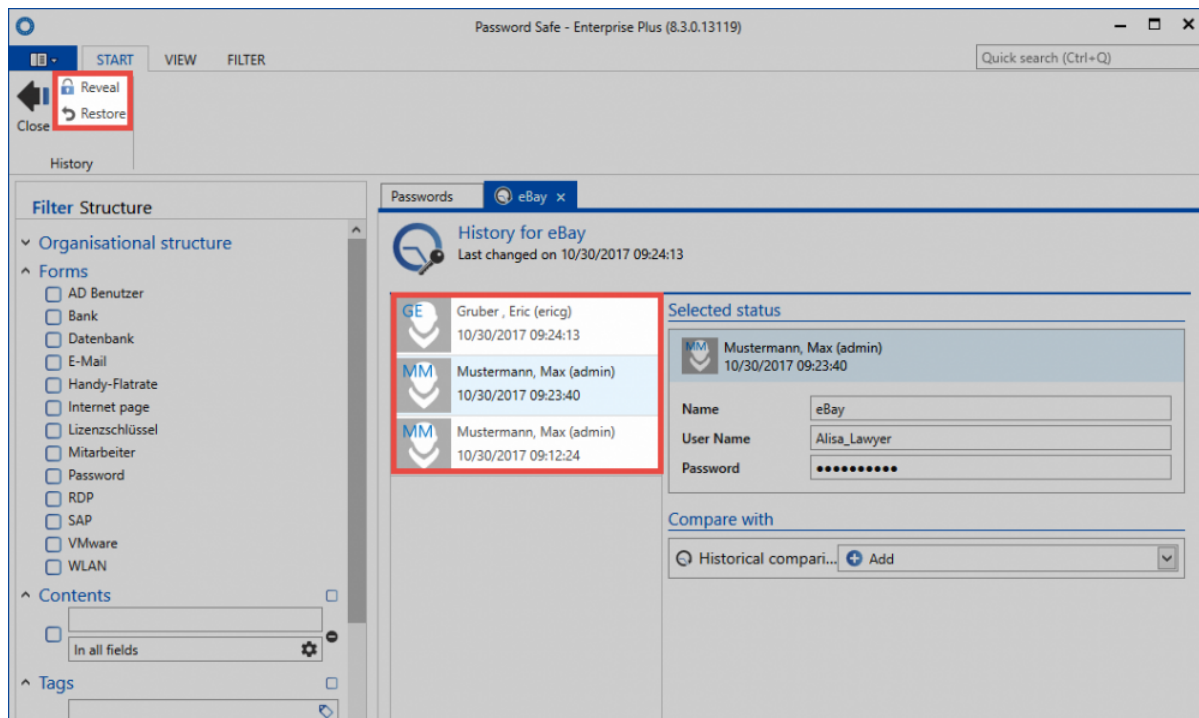 Password Safe - Enterprise Plus (8.3.0.13119)
START VIEW FILTER
Quick search (Ctrl+Q)
Reveal
Restore
Close
History
Filter Structure
Organisational structure
Forms
AD Benutzer
Bank
Datenbank
E-Mail
Handy-Flatrate
Internet page
Lizenzschlüssel
Mitarbeiter
Password
RDP
SAP
VMware
WLAN
Contents
In all fields
Tags
Passwords eBay
History for eBay
Last changed on 10/30/2017 09:24:13
GE Gruber , Eric (ericg)
10/30/2017 09:24:13
MM Mustermann, Max (admin)
10/30/2017 09:23:40
MM Mustermann, Max (admin)
10/30/2017 09:12:24
Selected status
MM Mustermann, Max (admin)
10/30/2017 09:23:40
Name eBay
User Name Alisa_Lawyer
Password ••••••••••
Compare with
Historical compari... Add